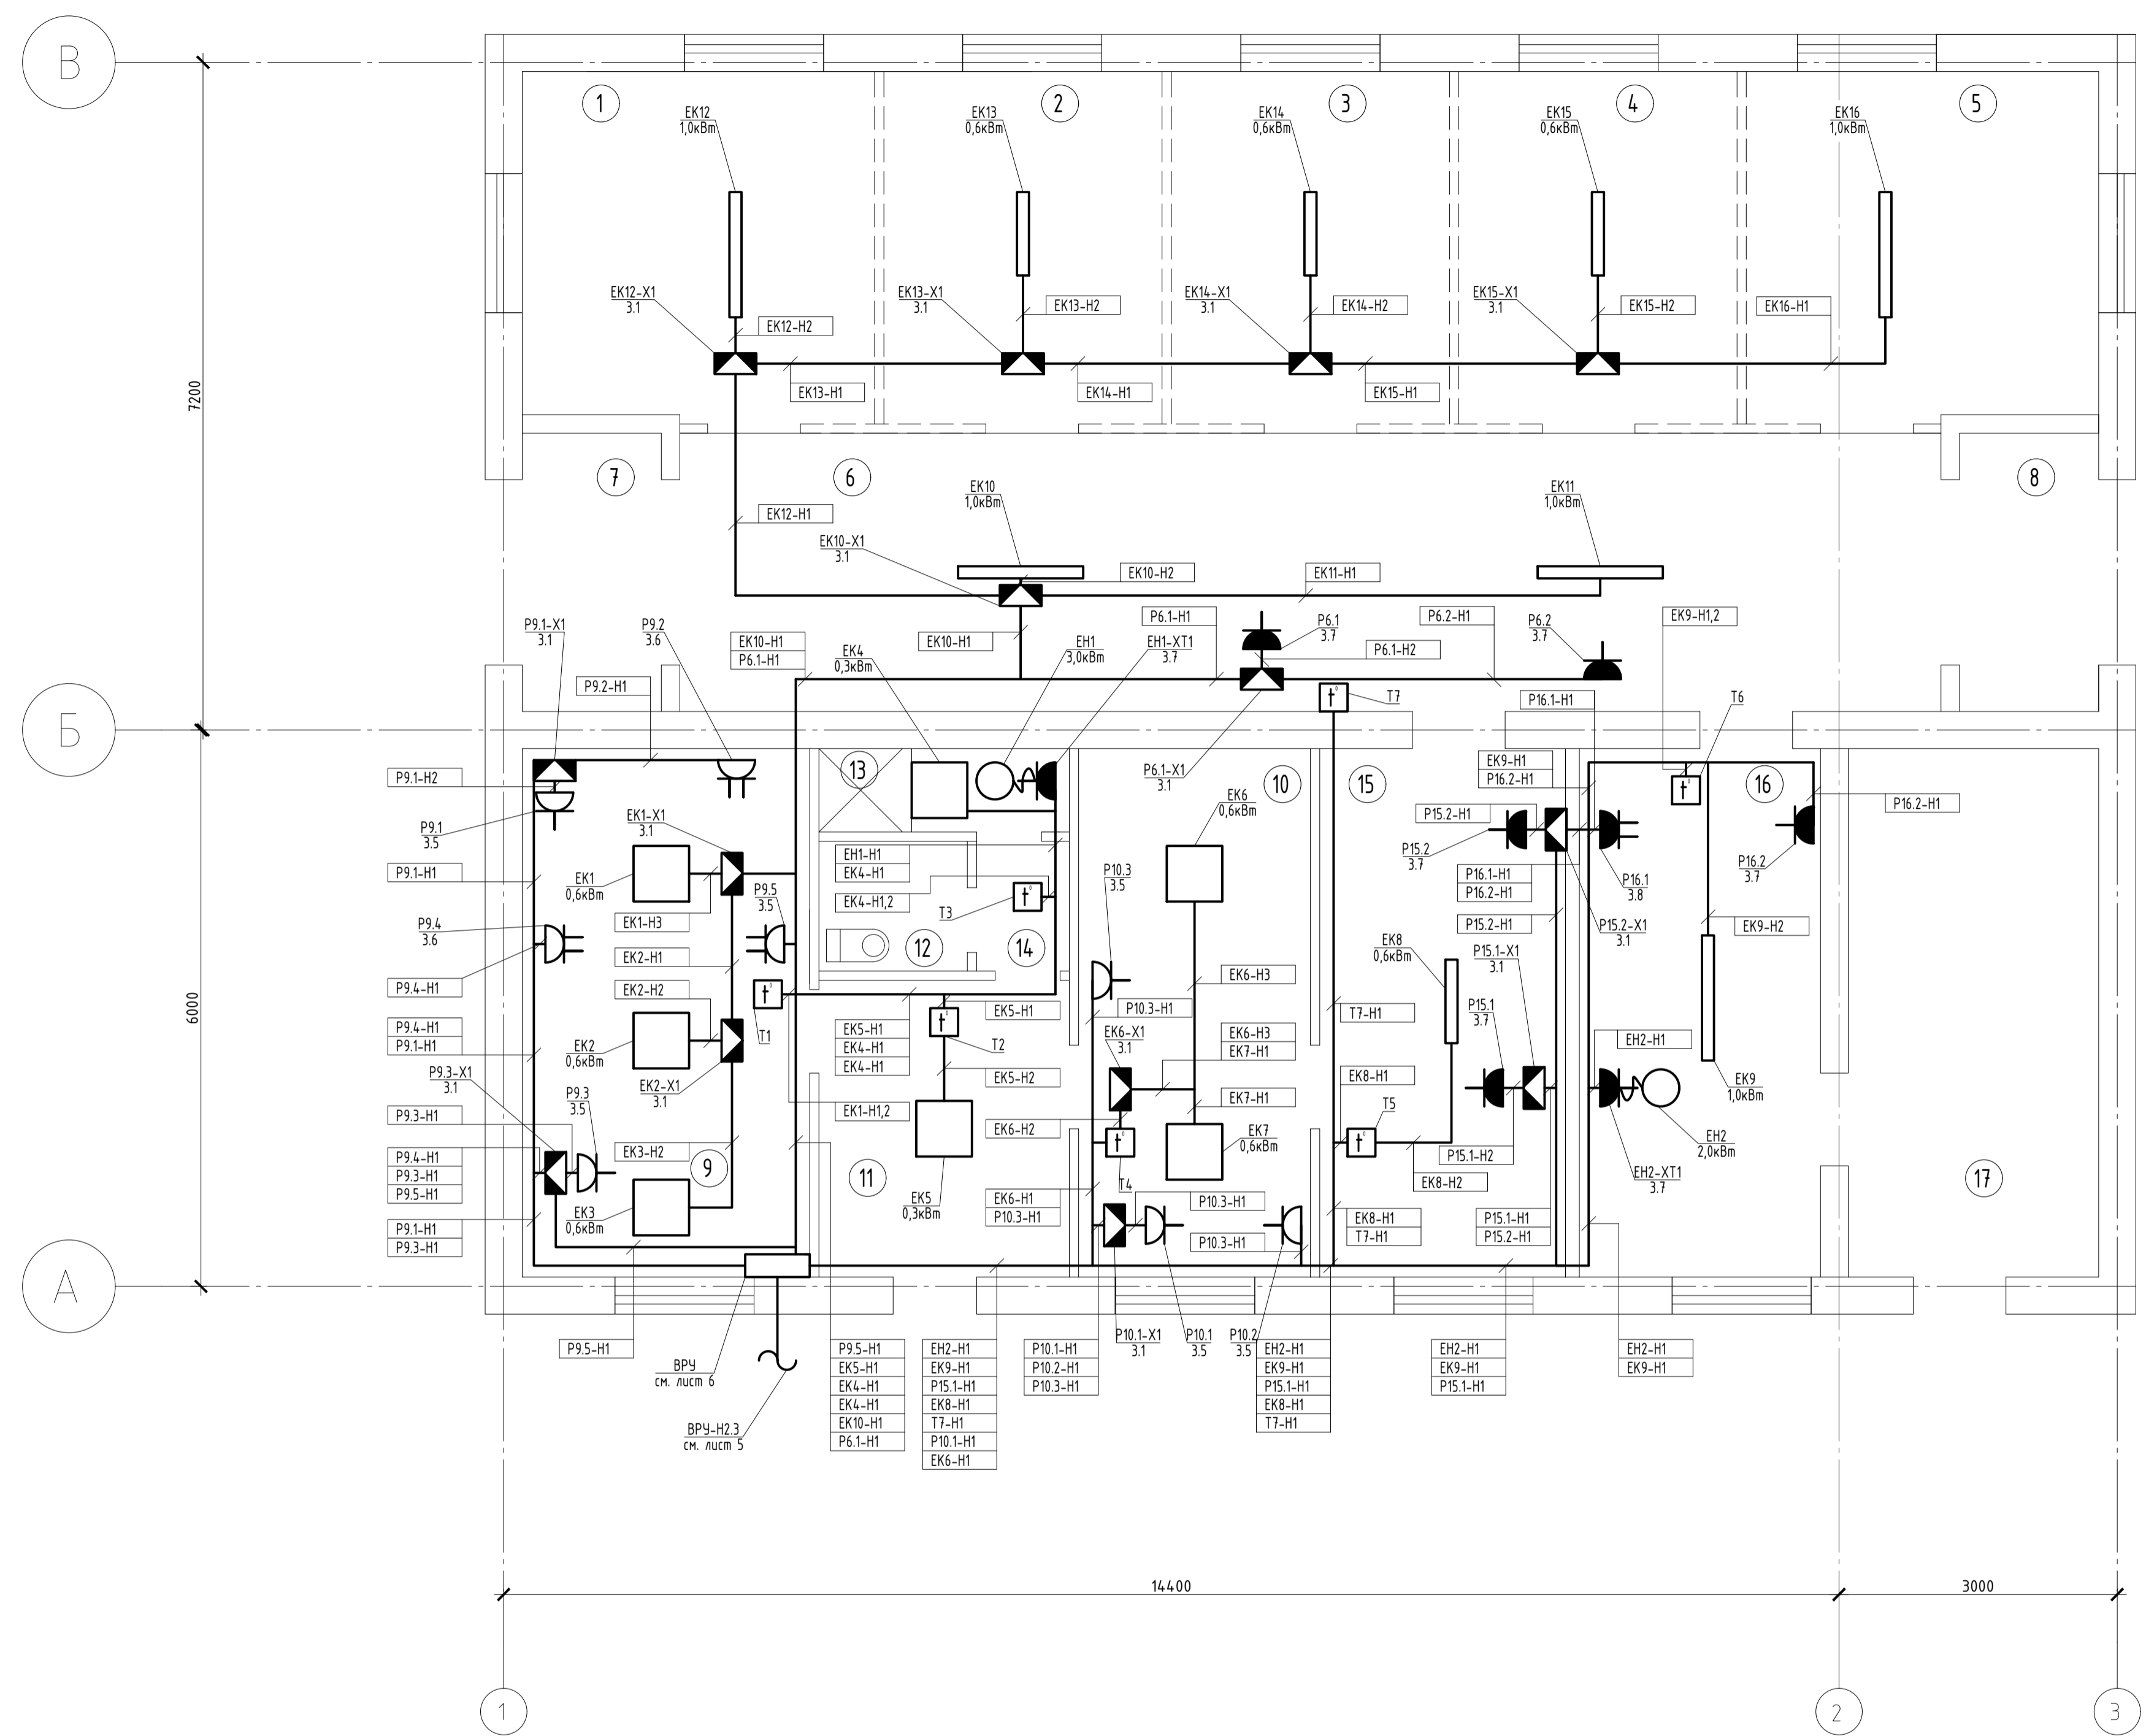 В
1
2
3
4
5
ЕК12
1,0кВт
ЕК13
0,6кВт
ЕК14
0,6кВт
ЕК15
0,6кВт
ЕК16
1,0кВт
ЕК12-Х1
3.1
ЕК13-Х1
3.1
ЕК14-Х1
3.1
ЕК15-Х1
3.1
ЕК12-Н2
ЕК13-Н2
ЕК14-Н2
ЕК15-Н2
ЕК16-Н1
ЕК13-Н1
ЕК14-Н1
ЕК15-Н1
7200
7
6
8
ЕК10
1,0кВт
ЕК11
1,0кВт
ЕК12-Н1
ЕК10-Х1
3.1
ЕК10-Н2
ЕК11-Н1
Р9.1-Х1
3.1
Р9.2
3.6
ЕК10-Н1
Р6.1-Н1
ЕК4
0,3кВт
ЕК10-Н1
ЕН1
3,0кВт
ЕН1-ХТ1
3.7
Р6.1-Н1
Р6.1
3.7
Р6.1-Н2
Р6.2-Н1
Р6.2
3.7
ЕК9-Н1,2
Р9.2-Н1
Т7
Р16.1-Н1
Т6
Б
Р9.1-Н2
13
Р6.1-Х1
3.1
10
15
ЕК9-Н1
Р16.2-Н1
16
Р16.2-Н1
Р9.1
3.5
ЕК1-Х1
3.1
ЕК6
0,6кВт
Р15.2-Н1
Р15.2
3.7
Р16.2
3.7
Р9.1-Н1
ЕК1
0,6кВт
Р9.5
3.5
ЕН1-Н1
ЕК4-Н1
ЕК4-Н1,2
Т3
Р10.3
3.5
Р16.1-Н1
Р16.2-Н1
Р16.1
3.8
Р9.4
3.6
ЕК1-Н3
Р15.2-Н1
Р15.2-Х1
3.1
ЕК9-Н2
12
14
ЕК2-Н1
ЕК8
0,6кВт
Р15.1-Х1
3.1
Р9.4-Н1
ЕК2-Н2
ЕК6-Н3
6000
Р9.4-Н1
Р9.1-Н1
ЕК2
0,6кВт
Т1
ЕК5-Н1
ЕК4-Н1
ЕК4-Н1
ЕК5-Н1
Р10.3-Н1
Т7-Н1
Р15.1
3.7
Т2
ЕК6-Х1
3.1
ЕК6-Н3
ЕК7-Н1
ЕН2-Н1
Р9.3-Х1
3.1
ЕК2-Х1
3.1
Р9.3
3.5
ЕК5-Н2
ЕК8-Н1
ЕК9
1,0кВт
Р9.3-Н1
ЕК1-Н1,2
ЕК6-Н2
ЕК7-Н1
Т5
Р9.4-Н1
Р9.3-Н1
Р9.5-Н1
ЕК3-Н2
9
11
Т4
ЕК7
0,6кВт
Р15.1-Н2
ЕН2
2,0кВт
ЕК8-Н2
ЕН2-ХТ1
3.7
17
ЕК3
0,6кВт
ЕК5
0,3кВт
ЕК6-Н1
Р10.3-Н1
Р10.3-Н1
Р10.3-Н1
ЕК8-Н1
Т7-Н1
Р15.1-Н1
Р15.2-Н1
Р9.1-Н1
Р9.3-Н1
А
Р9.5-Н1
ВРУ
см. лист 6
ВРУ-Н2.3
см. лист 5
Р9.5-Н1
ЕК5-Н1
ЕК4-Н1
ЕК4-Н1
ЕК10-Н1
Р6.1-Н1
ЕН2-Н1
ЕК9-Н1
Р15.1-Н1
ЕК8-Н1
Т7-Н1
Р10.1-Н1
ЕК6-Н1
Р10.1-Н1
Р10.2-Н1
Р10.3-Н1
Р10.1-Х1
3.1
Р10.1
3.5
Р10.2
3.5
ЕН2-Н1
ЕК9-Н1
Р15.1-Н1
ЕК8-Н1
Т7-Н1
ЕН2-Н1
ЕК9-Н1
Р15.1-Н1
ЕН2-Н1
ЕК9-Н1
14400
3000
1
2
3